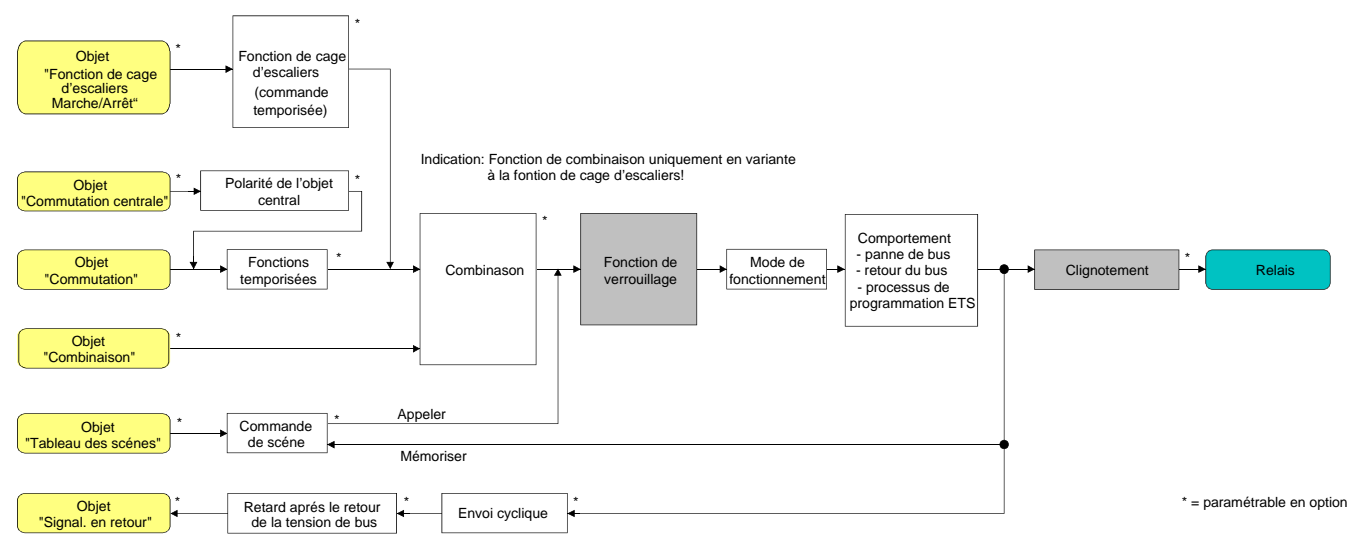 Objet
"Fonction de cage
d'escaliers
Marche/Arrêt“
*
Fonction de cage
d'escaliers
(commande
temporisée)
*
Indication: Fonction de combinaison uniquement en variante
à la fontion de cage d'escaliers!
Objet
"Commutation centrale"
*
Polarité de l'objet
central
*
Objet
"Commutation"
Fonctions
temporisées
*
Combinason
*
Fonction de
verrouillage
Mode de
fonctionnement
Comportement
- panne de bus
- retour du bus
- processus de
programmation ETS
Clignotement
*
Relais
Objet
"Combinaison"
*
Objet
"Tableau des scénes"
*
Commande
de scéne
*
Appeler
Mémoriser
Objet
"Signal. en retour"
*
Retard aprés le retour
de la tension de bus
*
Envoi cyclique
*
* = paramétrable en option